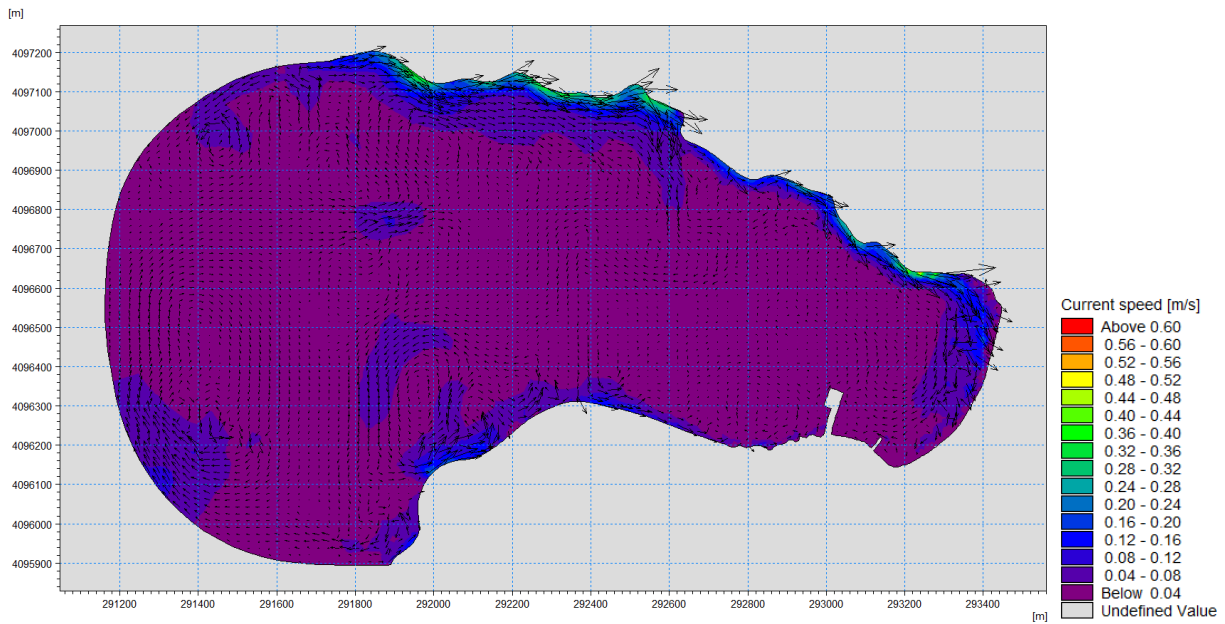 [m]
4097200
4097100
4097000
4096900
4096800
4096700
4096600
4096500
4096400
4096300
4096200
4096100
4096000
4095900
291200 291400 291600 291800 292000 292200 292400 292600 292800 293000 293200 293400
[m]
Current speed [m/s]
Above 0.60
0.56 - 0.60
0.52 - 0.56
0.48 - 0.52
0.44 - 0.48
0.40 - 0.44
0.36 - 0.40
0.32 - 0.36
0.28 - 0.32
0.24 - 0.28
0.20 - 0.24
0.16 - 0.20
0.12 - 0.16
0.08 - 0.12
0.04 - 0.08
Below 0.04
Undefined Value